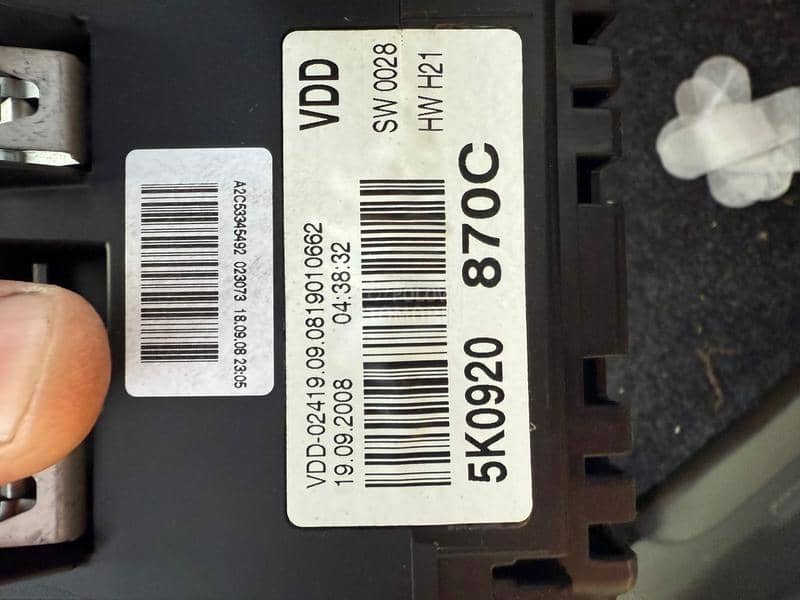 A2C53345492 023073 18.09.08 23:05
VDD
SW 0028
HW H21
VDD-02419.09.0819010662
19.09.2008 04:38:32
5K0920 870C